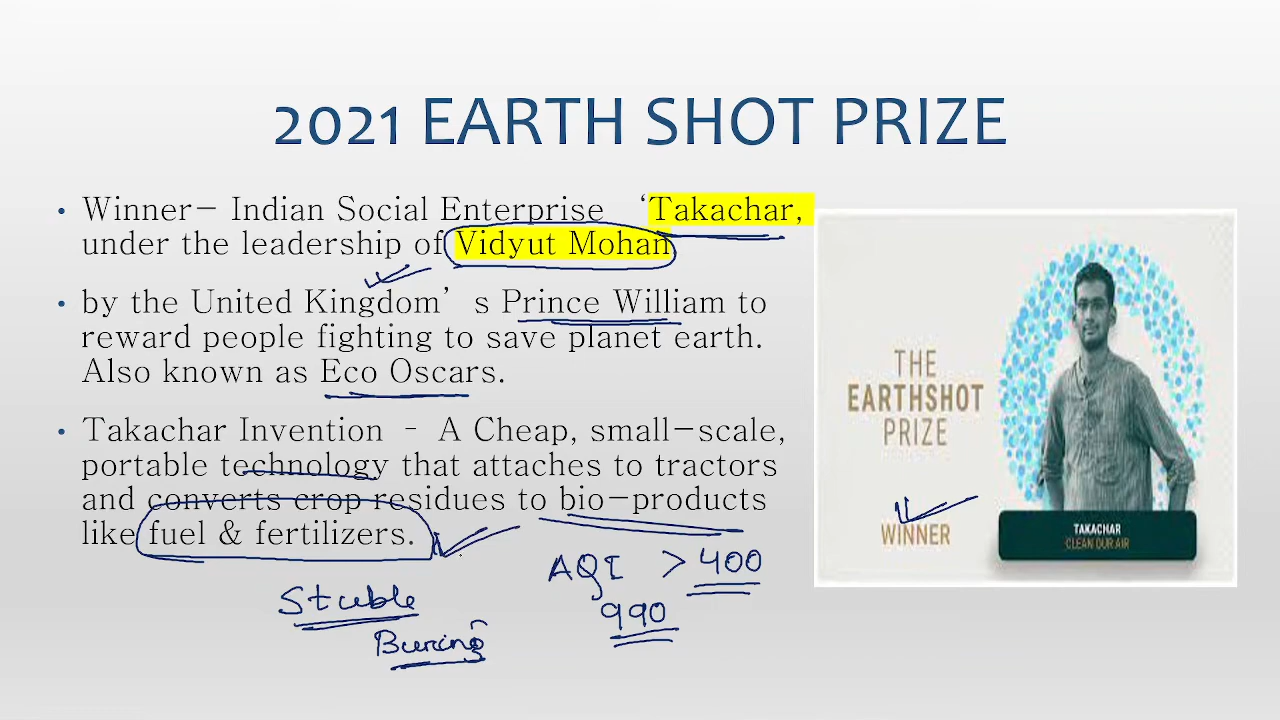 2021 EARTH SHOT PRIZE
• Winner– Indian Social Enterprise ‘Takachar,
under the leadership of Vidyut Mohan
• by the United Kingdom’s Prince William to
reward people fighting to save planet earth.
Also known as Eco Oscars.
• Takachar Invention – A Cheap, small-scale,
portable technology that attaches to tractors
and converts crop residues to bio-products
like fuel & fertilizers.
AQI > 400
990
Stuble
Burcing
THE
EARTHSHOT
PRIZE
WINNER
TAKACHAR
CLEAN OUR AIR